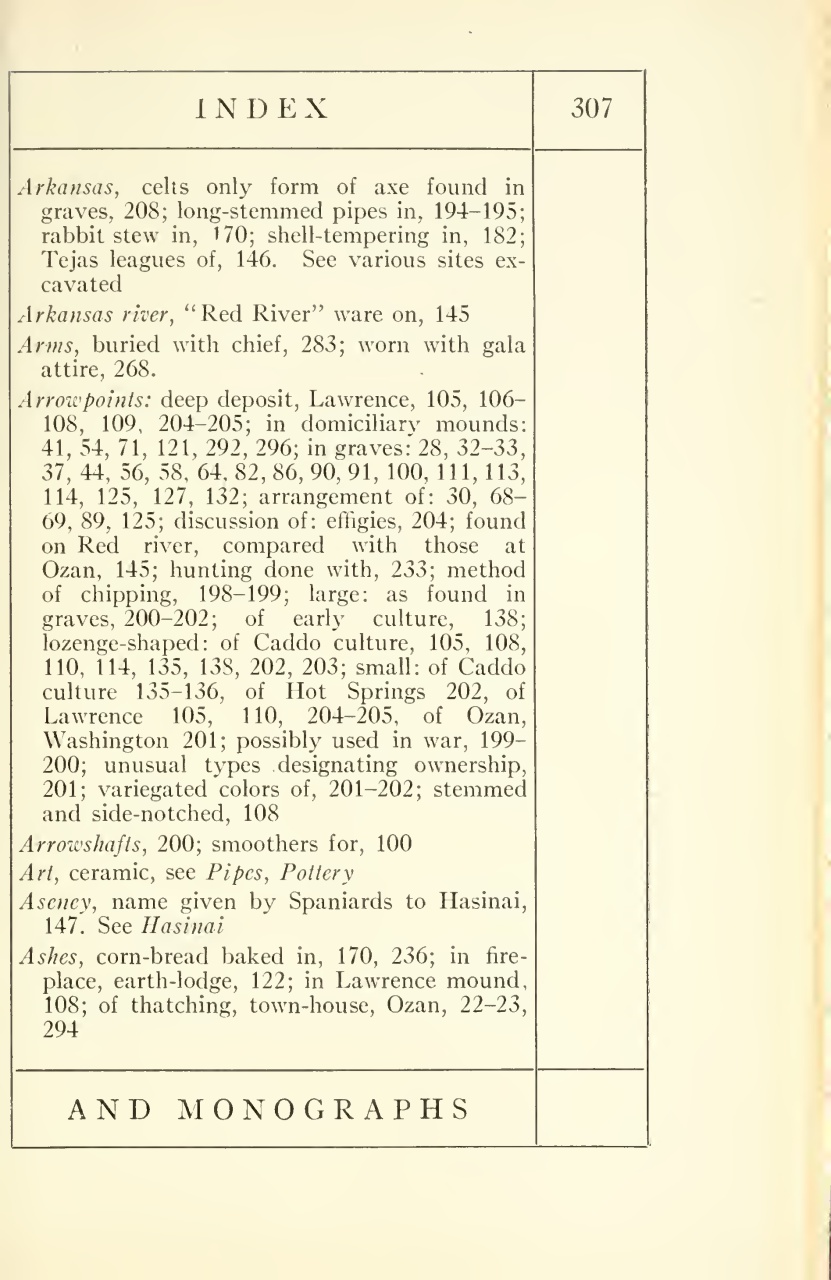 INDEX
307
Arkansas, celts only form of axe found in
graves, 208; long-stemmed pipes in, 194–195;
rabbit stew in, 170; shell-tempering in, 182;
Tejas leagues of, 146. See various sites ex-
cavated
Arkansas river, “Red River” ware on, 145
Arms, buried with chief, 283; worn with gala
attire, 268.
Arrowpoints: deep deposit, Lawrence, 105, 106–
108, 109, 204–205; in domiciliary mounds:
41, 54, 71, 121, 292, 296; in graves: 28, 32–33,
37, 44, 56, 58, 64, 82, 86, 90, 91, 100, 111, 113,
114, 125, 127, 132; arrangement of: 30, 68–
69, 89, 125; discussion of: effigies, 204; found
on Red river, compared with those at
Ozan, 145; hunting done with, 233; method
of chipping, 198–199; large: as found in
graves, 200–202; of early culture, 138;
lozenge-shaped: of Caddo culture, 105, 108,
110, 114, 135, 138, 202, 203; small: of Caddo
culture 135–136, of Hot Springs 202, of
Lawrence 105, 110, 204–205, of Ozan,
Washington 201; possibly used in war, 199–
200; unusual types designating ownership,
201; variegated colors of, 201–202; stemmed
and side-notched, 108
Arrowshafts, 200; smoothers for, 100
Art, ceramic, see Pipes, Pottery
Aseney, name given by Spaniards to Hasinai,
147. See Hasinai
Ashes, corn-bread baked in, 170, 236; in fire-
place, earth-lodge, 122; in Lawrence mound,
108; of thatching, town-house, Ozan, 22–23,
294
AND MONOGRAPHS